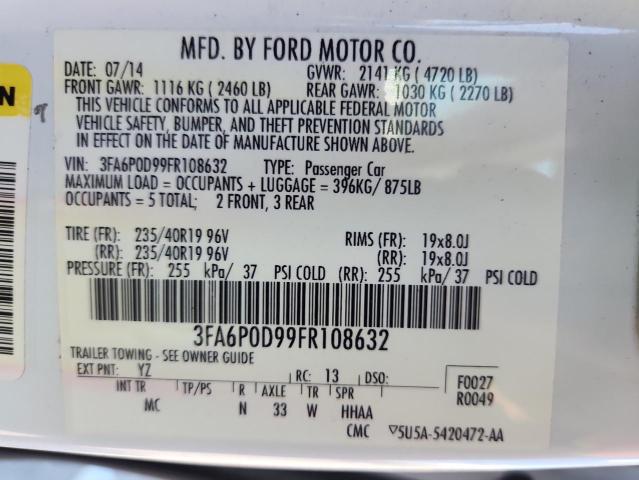 MFD. BY FORD MOTOR CO.
DATE: 07/14 GVWR: 2141 KG ( 4720 LB)
FRONT GAWR: 1116 KG ( 2460 LB) REAR GAWR: 1030 KG ( 2270 LB)
THIS VEHICLE CONFORMS TO ALL APPLICABLE FEDERAL MOTOR
VEHICLE SAFETY, BUMPER, AND THEFT PREVENTION STANDARDS
IN EFFECT ON THE DATE OF MANUFACTURE SHOWN ABOVE.
VIN: 3FA6P0D99FR108632 TYPE: Passenger Car
MAXIMUM LOAD = OCCUPANTS + LUGGAGE = 396KG/ 875LB
OCCUPANTS = 5 TOTAL; 2 FRONT, 3 REAR
TIRE (FR): 235/40R19 96V RIMS (FR): 19x8.0J
(RR): 235/40R19 96V (RR): 19x8.0J
PRESSURE (FR): 255 kPa/ 37 PSI COLD (RR): 255 kPa/ 37 PSI COLD
3FA6P0D99FR108632
TRAILER TOWING - SEE OWNER GUIDE
EXT PNT: YZ RC: 13 DSO: F0027
INT TR TP/PS R AXLE TR SPR R0049
MC N 33 W HHAA
CMC ▽5U5A-5420472-AA
N